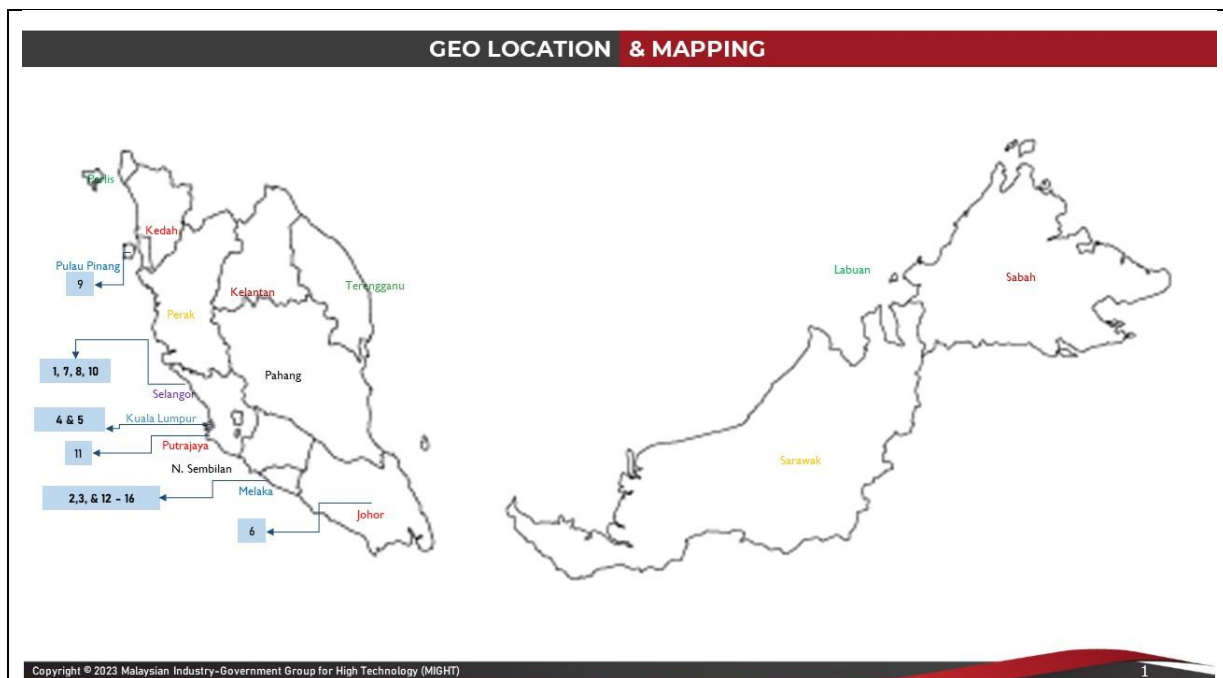 GEO LOCATION & MAPPING
Perlis
Kedah
Pulau Pinang
9
Kelantan
Terengganu
Perak
Labuan
Sabah
1, 7, 8, 10
Pahang
Selangor
4 & 5
Kuala Lumpur
11
Putrajaya
N. Sembilan
Sarawak
2,3, & 12 – 16
Melaka
6
Johor
Copyright © 2023 Malaysian Industry-Government Group for High Technology (MIGHT)
1